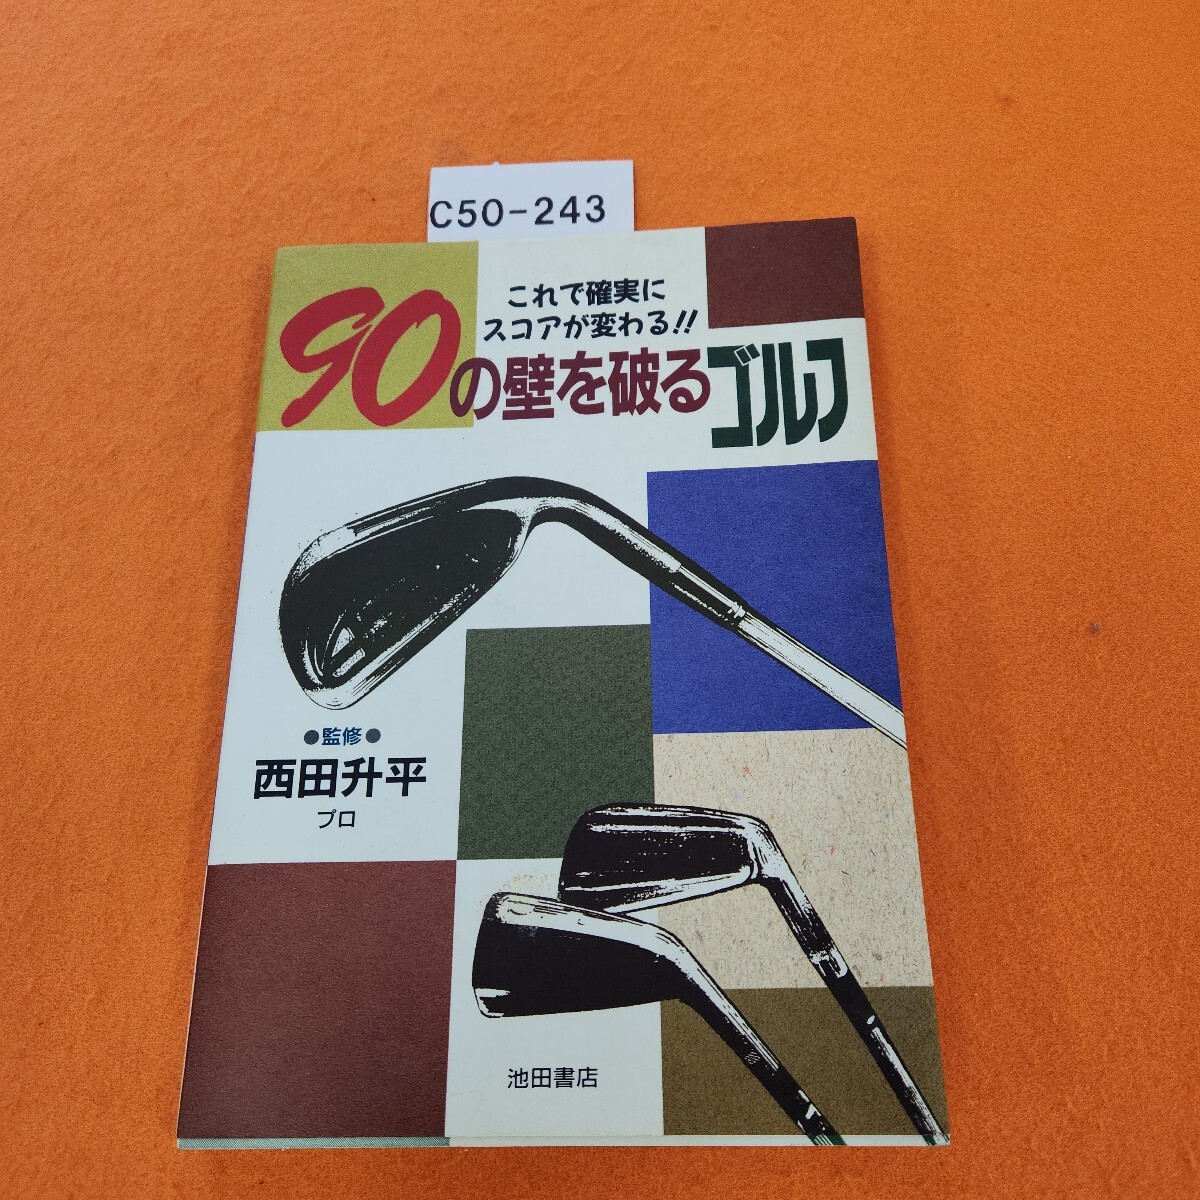 C50-243
これで確実に
スコアが変わる!!
90の壁を破るゴルフ
●監修●
西田升平
プロ
池田書店